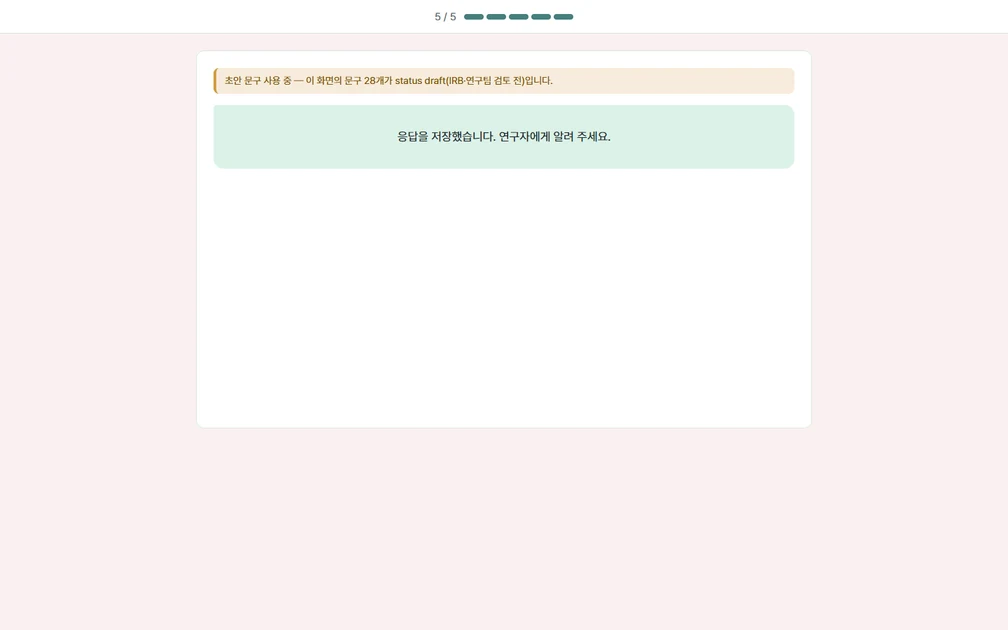 5 / 5
초안 문구 사용 중 — 이 화면의 문구 28개가 status draft(IRB·연구팀 검토 전)입니다.
응답을 저장했습니다. 연구자에게 알려 주세요.